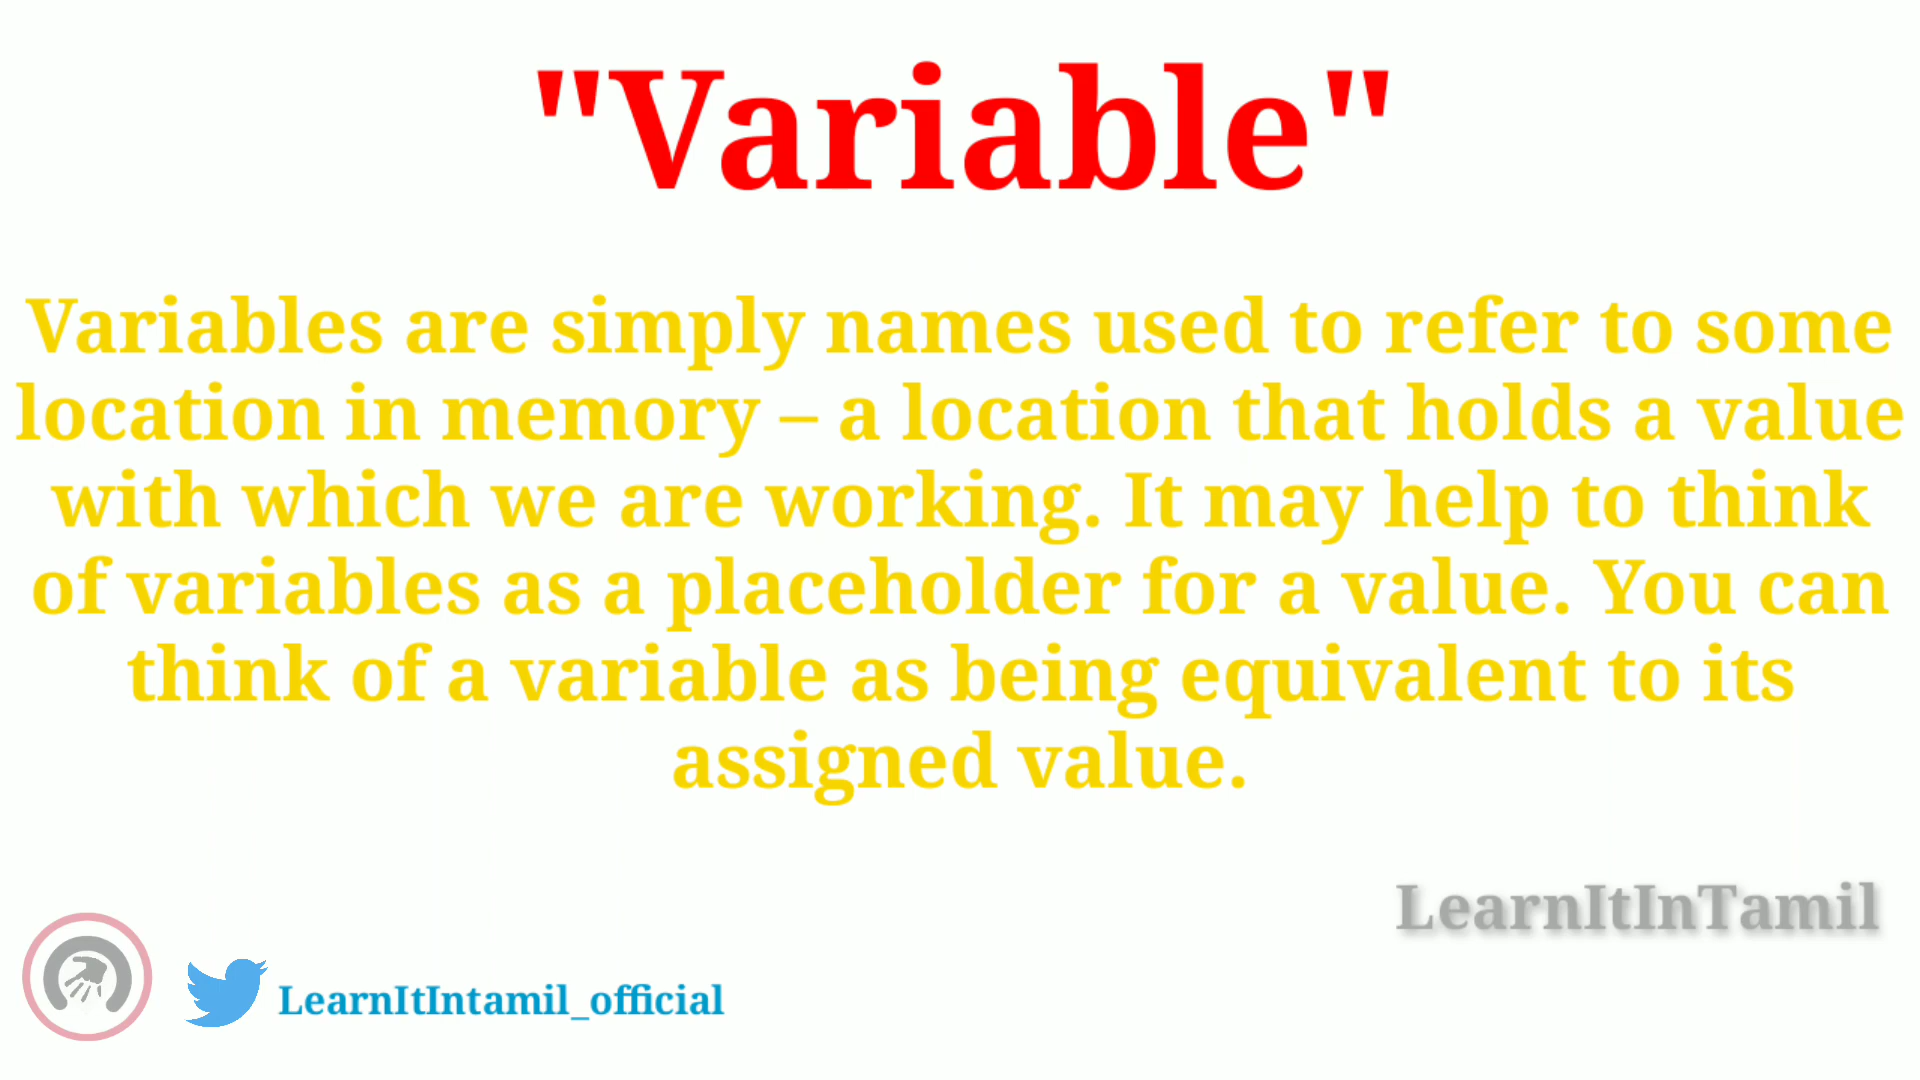 "Variable"
Variables are simply names used to refer to some
location in memory – a location that holds a value
with which we are working. It may help to think
of variables as a placeholder for a value. You can
think of a variable as being equivalent to its
assigned value.
LearnItInTamil
LearnItIntamil_official